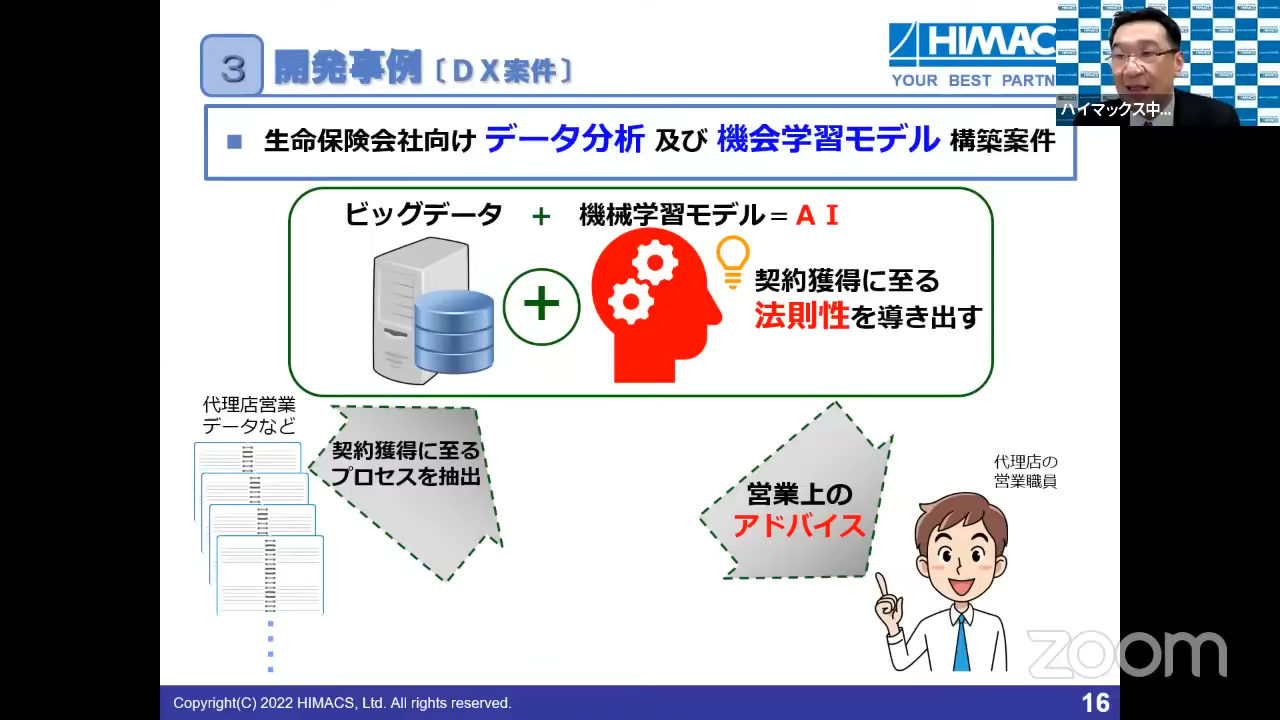 3 開発事例〔DX案件〕
HIMAC
YOUR BEST PARTN
ハイマックス中...
■ 生命保険会社向け データ分析 及び 機会学習モデル 構築案件
ビッグデータ + 機械学習モデル=AI
契約獲得に至る
法則性を導き出す
代理店営業
データなど
契約獲得に至る
プロセスを抽出
営業上の
アドバイス
代理店の
営業職員
zoom
Copyright(C) 2022 HIMACS, Ltd. All rights reserved.
16